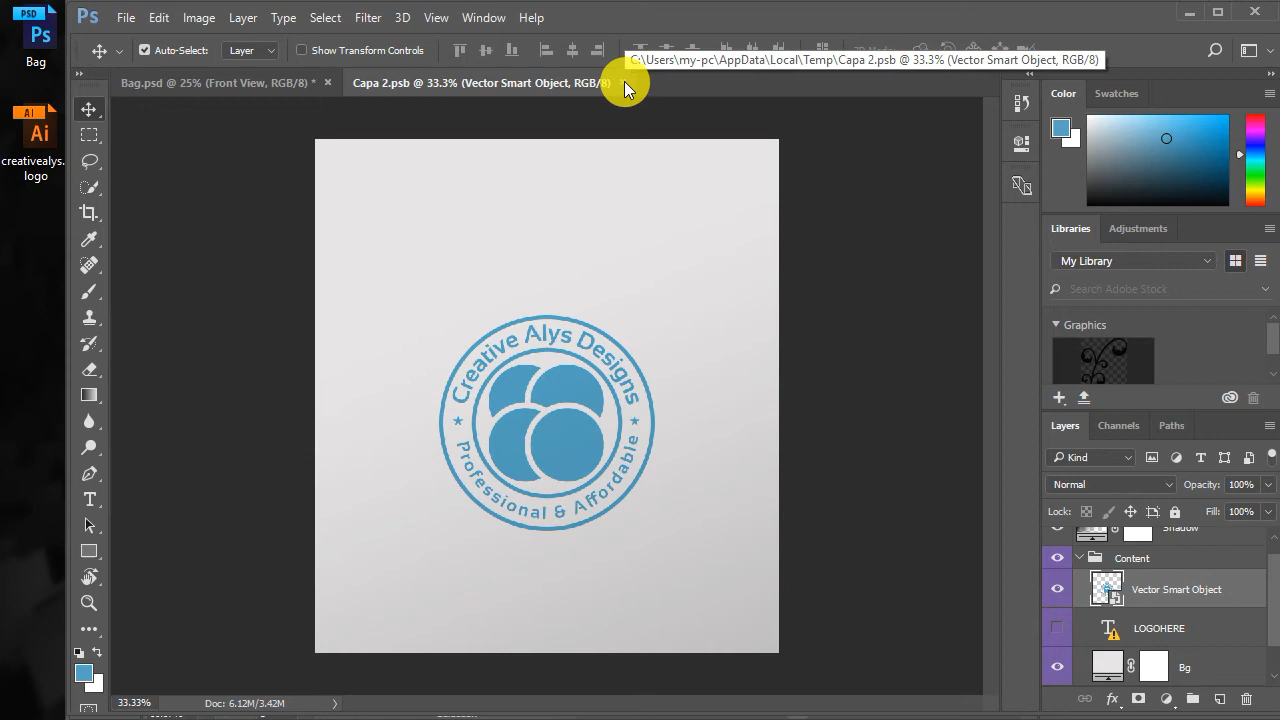 PSD
Ps
Bag
AI
Ai
creativealys.
logo
Ps File Edit Image Layer Type Select Filter 3D View Window Help
Auto-Select: Layer Show Transform Controls
C:\Users\my-pc\AppData\Local\Temp\Capa 2.psb @ 33.3% (Vector Smart Object, RGB/8)
Bag.psd @ 25% (Front View, RGB/8) * Capa 2.psb @ 33.3% (Vector Smart Object, RGB/8)
Creative Alys Designs
Professional & Affordable
Color Swatches
Libraries Adjustments
My Library
Search Adobe Stock
Graphics
Layers Channels Paths
Kind
Normal Opacity: 100%
Lock: Fill: 100%
Shadow
Content
Vector Smart Object
LOGOHERE
Bg
33.33% Doc: 6.12M/3.42M